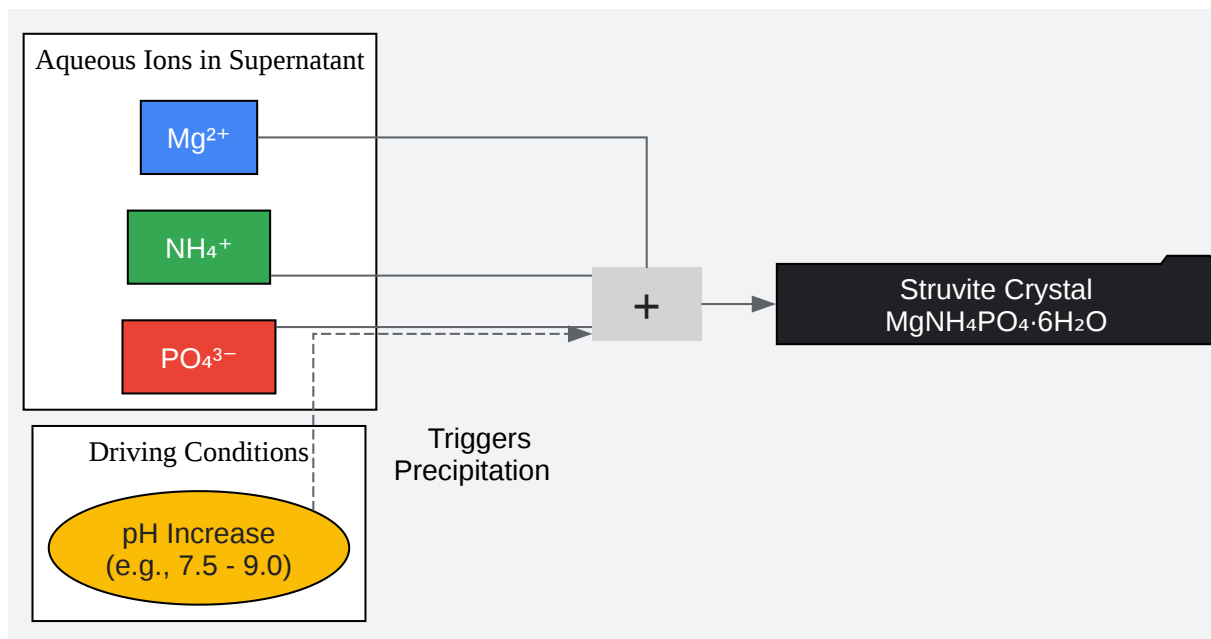 Aqueous Ions in Supernatant
Mg²⁺
NH₄⁺
PO₄³⁻
+
Struvite Crystal
MgNH₄PO₄·6H₂O
Driving Conditions
Triggers
Precipitation
pH Increase
(e.g., 7.5 - 9.0)